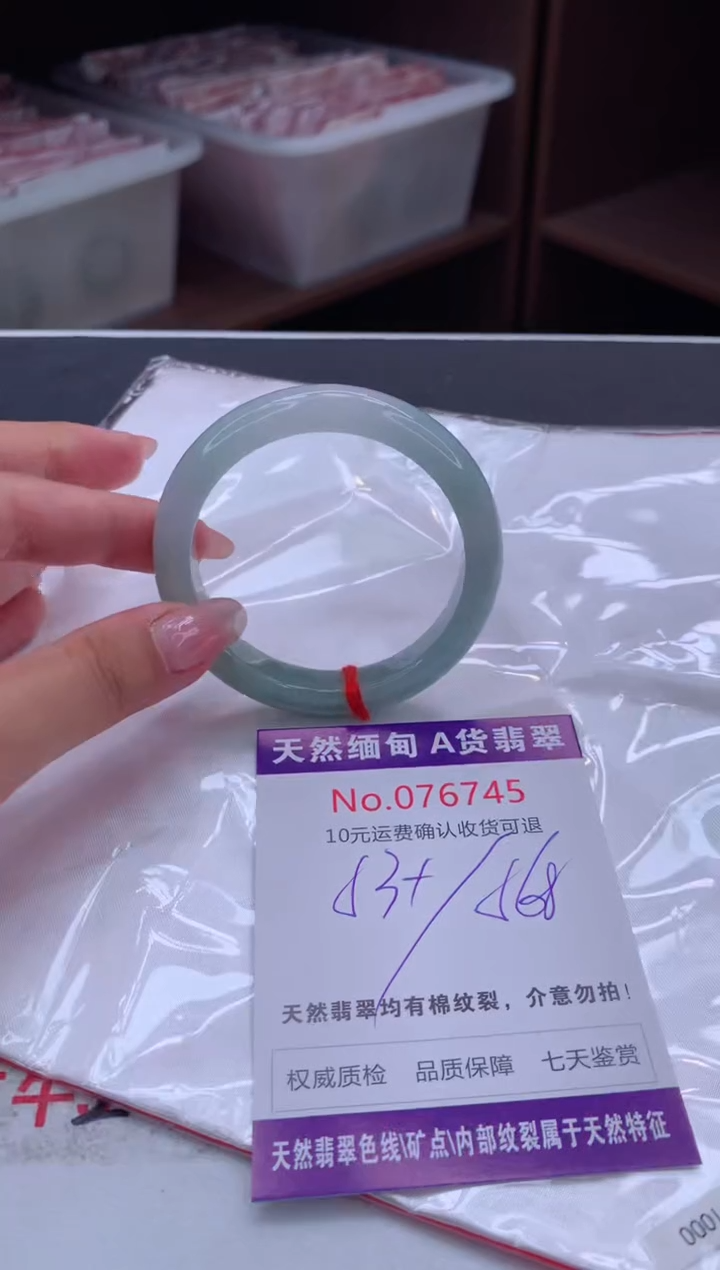 天然缅甸 A货翡翠
No.076745
10元运费确认收货可退
53+/568
天然翡翠均有棉纹裂，介意勿拍！
权威质检 品质保障 七天鉴赏
天然翡翠色线\矿点\内部纹裂属于天然特征
0001